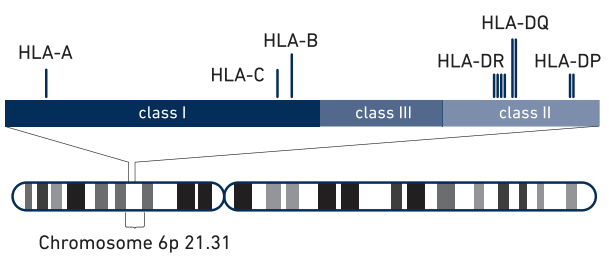 HLA-A
HLA-C
HLA-B
HLA-DR
HLA-DQ
HLA-DP
class I
class III
class II
Chromosome 6p 21.31